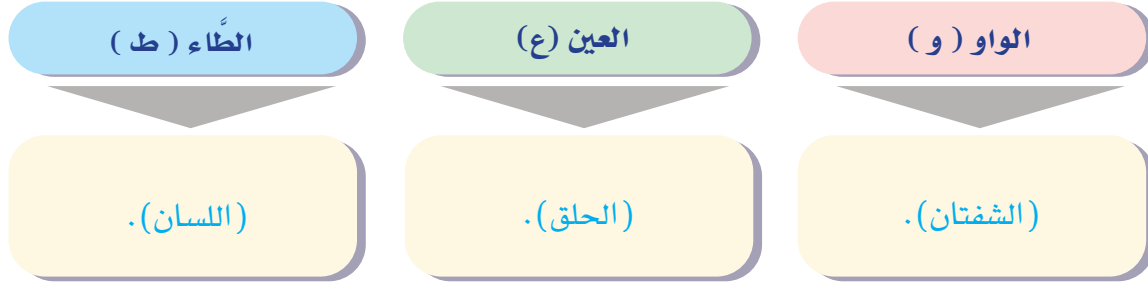 الواو ( و )
العين (ع)
الطَّاء ( ط )
(الشفتان).
(الحلق).
(اللسان).